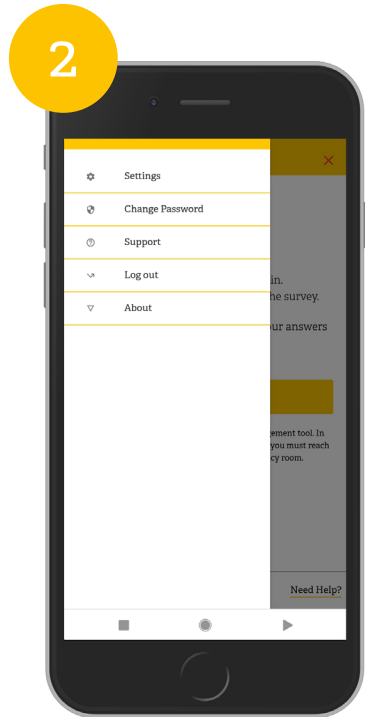 2
Settings
Change Password
Support
Log out
About
in.
he survey.
ur answers
gement tool. In
you must reach
cy room.
Need Help?